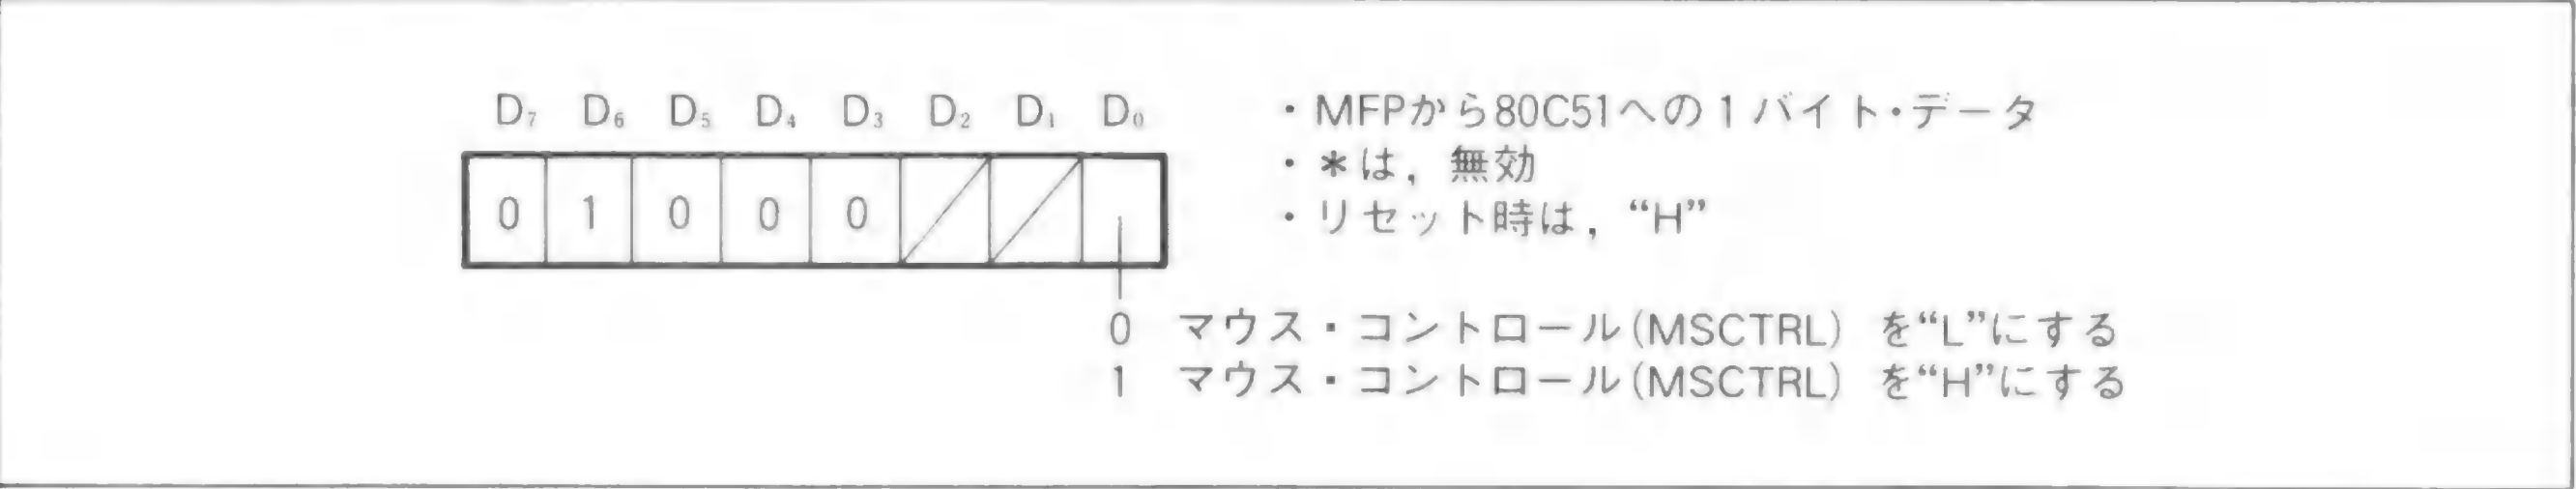 D₇ D₆ D₅ D₄ D₃ D₂ D₁ D₀
0 1 0 0 0
・MFPから80C51への1バイト・データ
・＊は，無効
・リセット時は，“H”
0 マウス・コントロール(MSCTRL) を“L”にする
1 マウス・コントロール(MSCTRL) を“H”にする